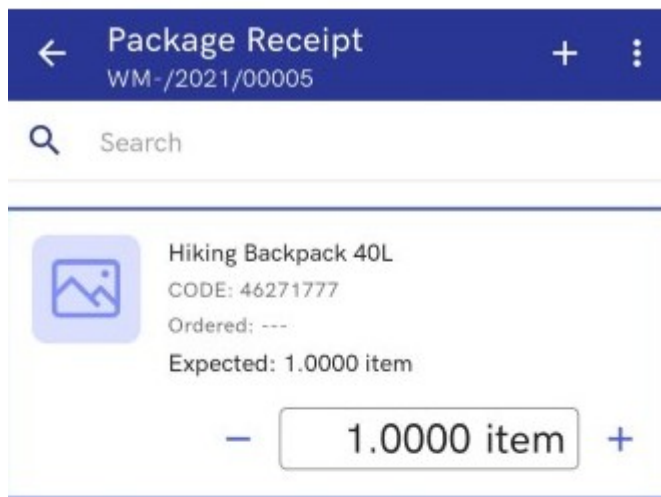 Package Receipt
WM-/2021/00005
Search
Hiking Backpack 40L
CODE: 46271777
Ordered: ---
Expected: 1.0000 item
− 1.0000 item +